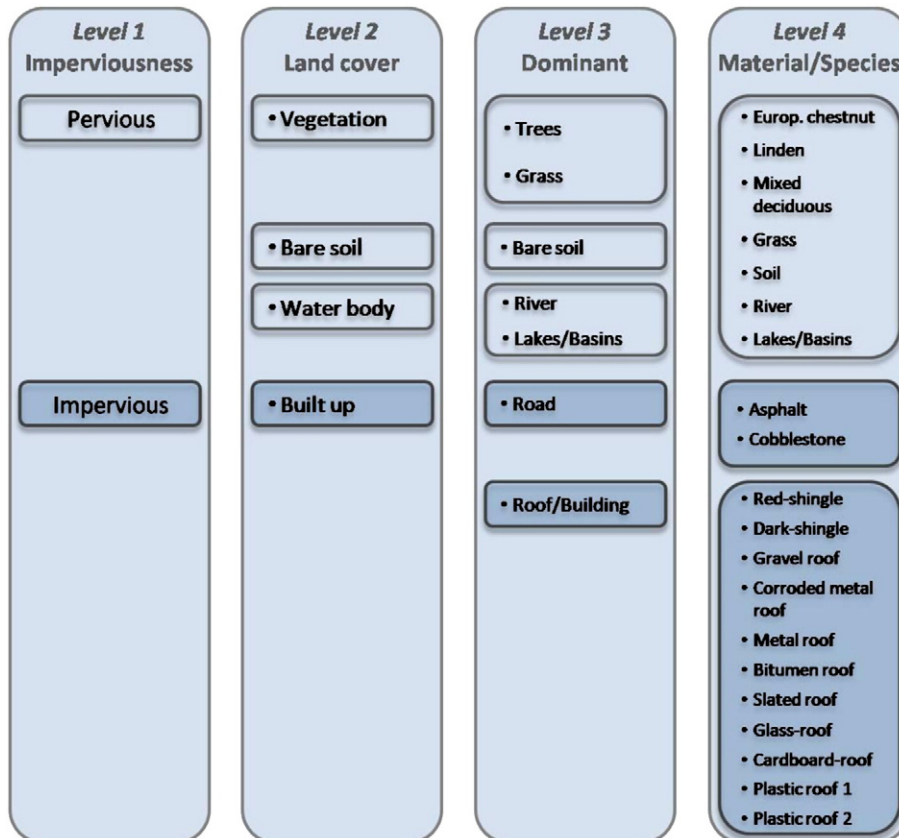 Level 1
Imperviousness
Pervious
Impervious
Level 2
Land cover
• Vegetation
• Bare soil
• Water body
• Built up
Level 3
Dominant
• Trees
• Grass
• Bare soil
• River
• Lakes/Basins
• Road
• Roof/Building
Level 4
Material/Species
• Europ. chestnut
• Linden
• Mixed
deciduous
• Grass
• Soil
• River
• Lakes/Basins
• Asphalt
• Cobblestone
• Red-shingle
• Dark-shingle
• Gravel roof
• Corroded metal
roof
• Metal roof
• Bitumen roof
• Slated roof
• Glass-roof
• Cardboard-roof
• Plastic roof 1
• Plastic roof 2